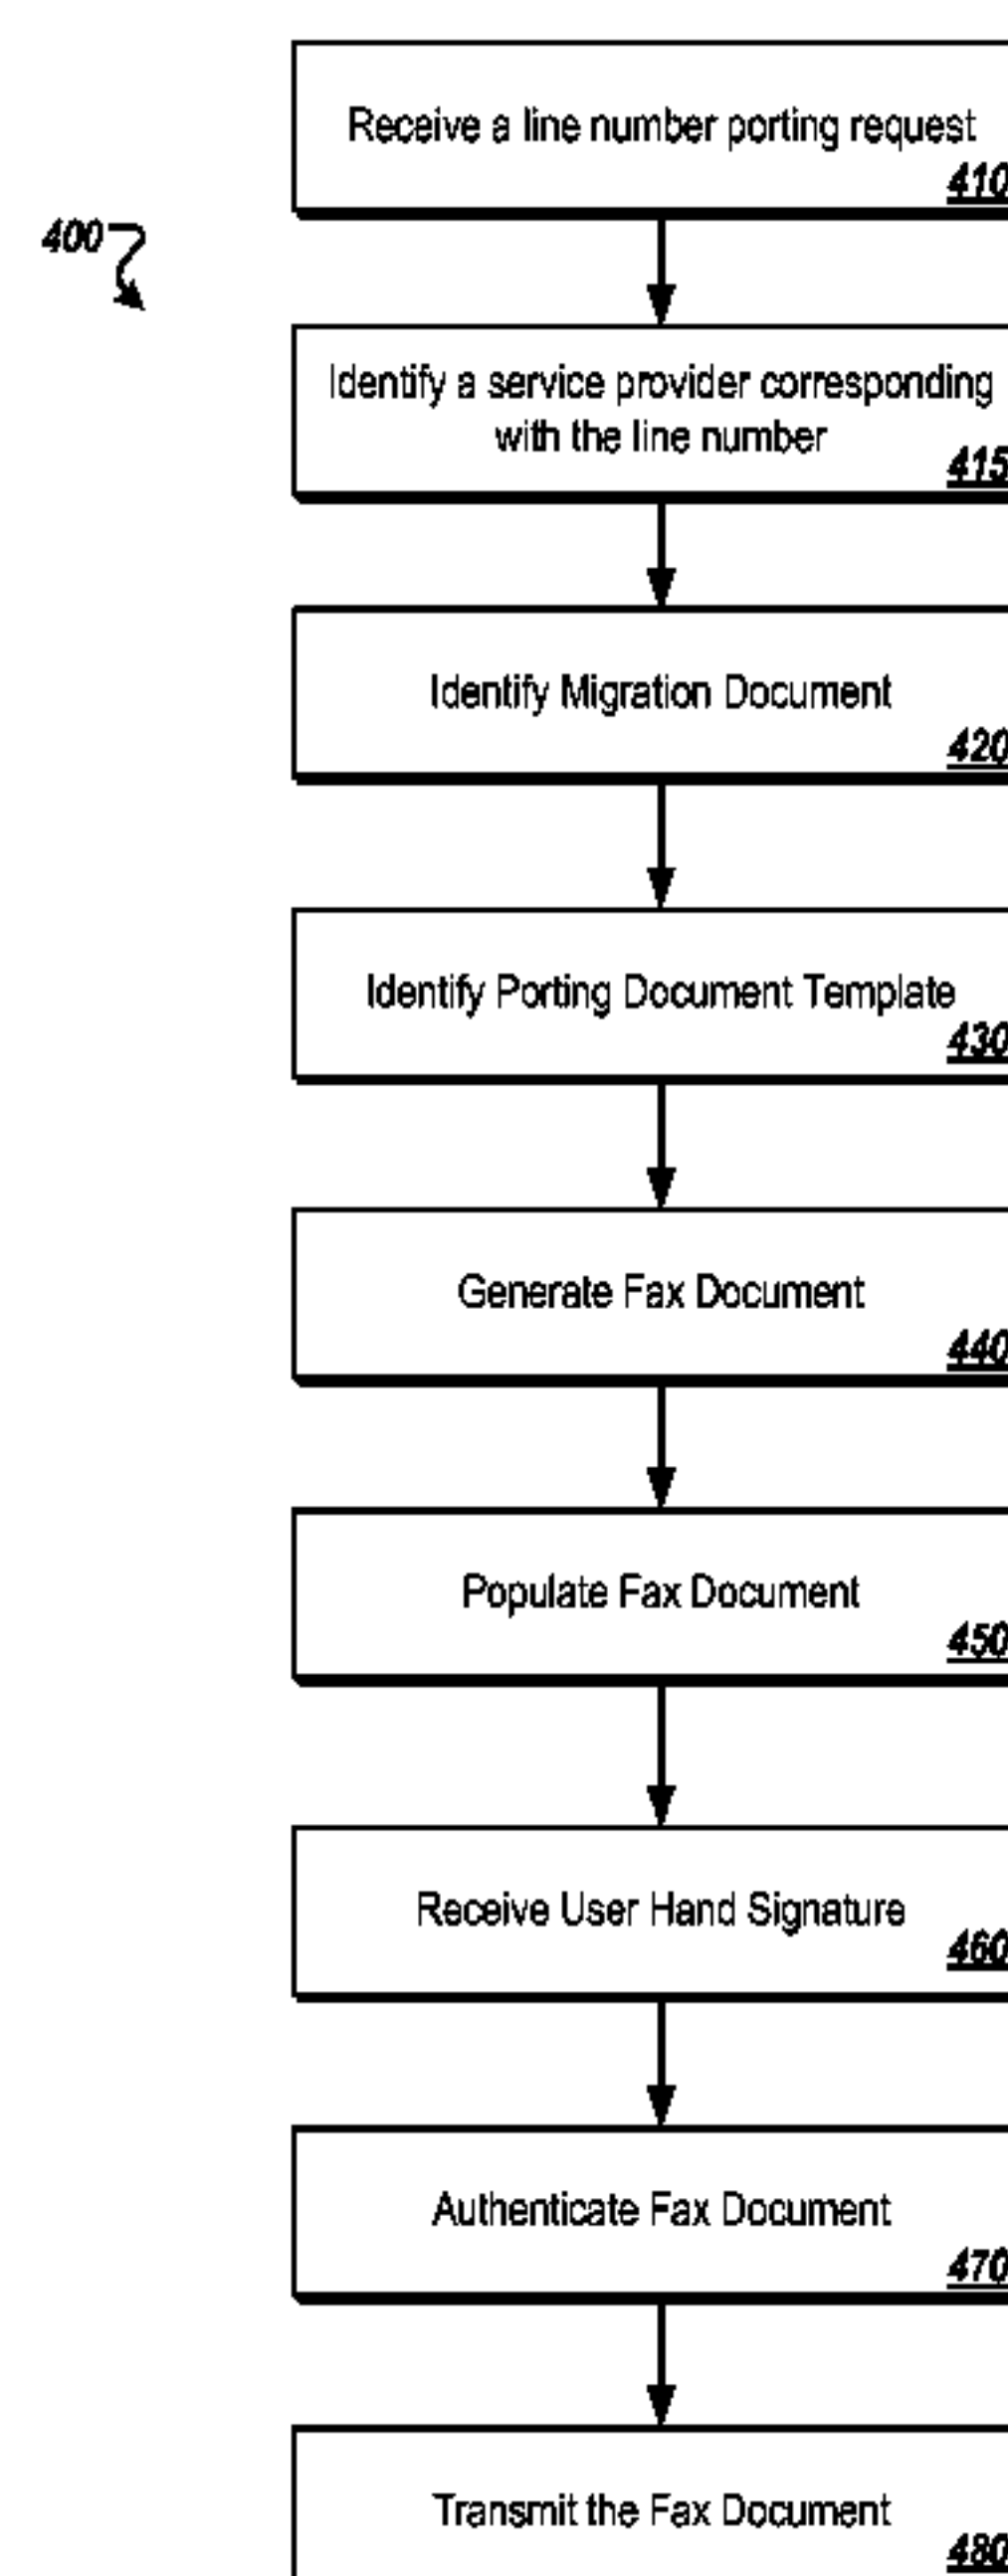 Receive a line number porting request
410
400
Identify a service provider corresponding
with the line number
415
Identify Migration Document
420
Identify Porting Document Template
430
Generate Fax Document
440
Populate Fax Document
450
Receive User Hand Signature
460
Authenticate Fax Document
470
Transmit the Fax Document
480